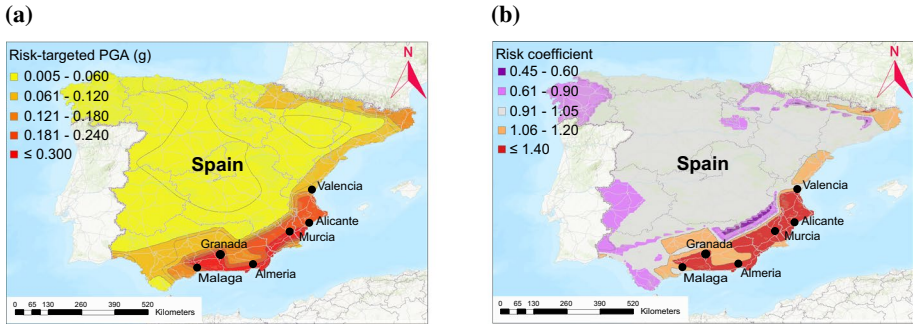 (a)
Risk-targeted PGA (g)
0.005 - 0.060
0.061 - 0.120
0.121 - 0.180
0.181 - 0.240
≤ 0.300
N
Spain
Valencia
Alicante
Murcia
Granada
Almeria
Malaga
0 65 130 260 390 520
Kilometers
(b)
Risk coefficient
0.45 - 0.60
0.61 - 0.90
0.91 - 1.05
1.06 - 1.20
≤ 1.40
N
Spain
Valencia
Alicante
Murcia
Granada
Almeria
Malaga
0 65 130 260 390 520
Kilometers